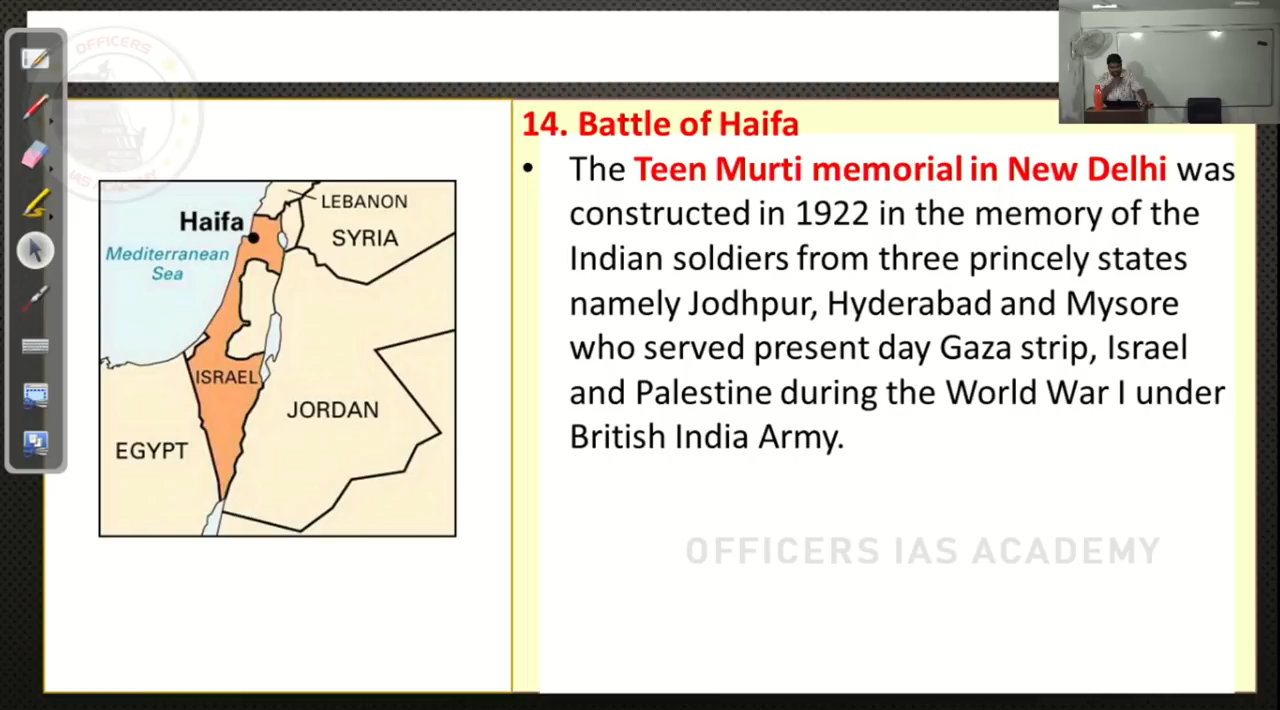 OFFICERS
IAS ACADEMY
14. Battle of Haifa
• The Teen Murti memorial in New Delhi was
constructed in 1922 in the memory of the
Indian soldiers from three princely states
namely Jodhpur, Hyderabad and Mysore
who served present day Gaza strip, Israel
and Palestine during the World War I under
British India Army.
LEBANON
Haifa
SYRIA
Mediterranean
Sea
ISRAEL
JORDAN
EGYPT
OFFICERS IAS ACADEMY